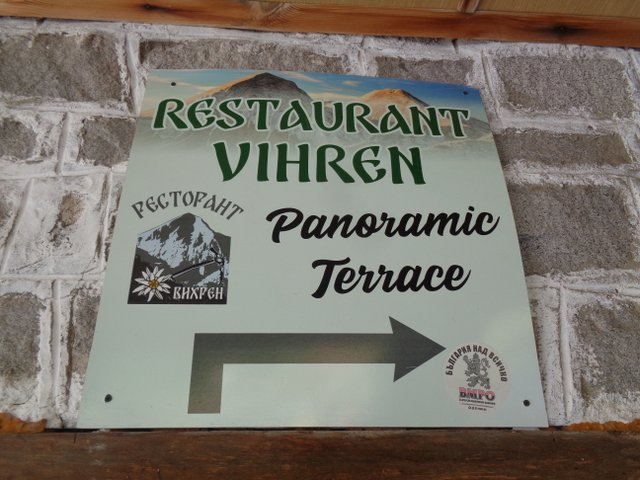 RESTAURANT
VIHREN
РЕСТОРАНТ
ВИХРЕН
Panoramic
Terrace
БЪЛГАРИЯ НАД ВСИЧКО
ВМРО